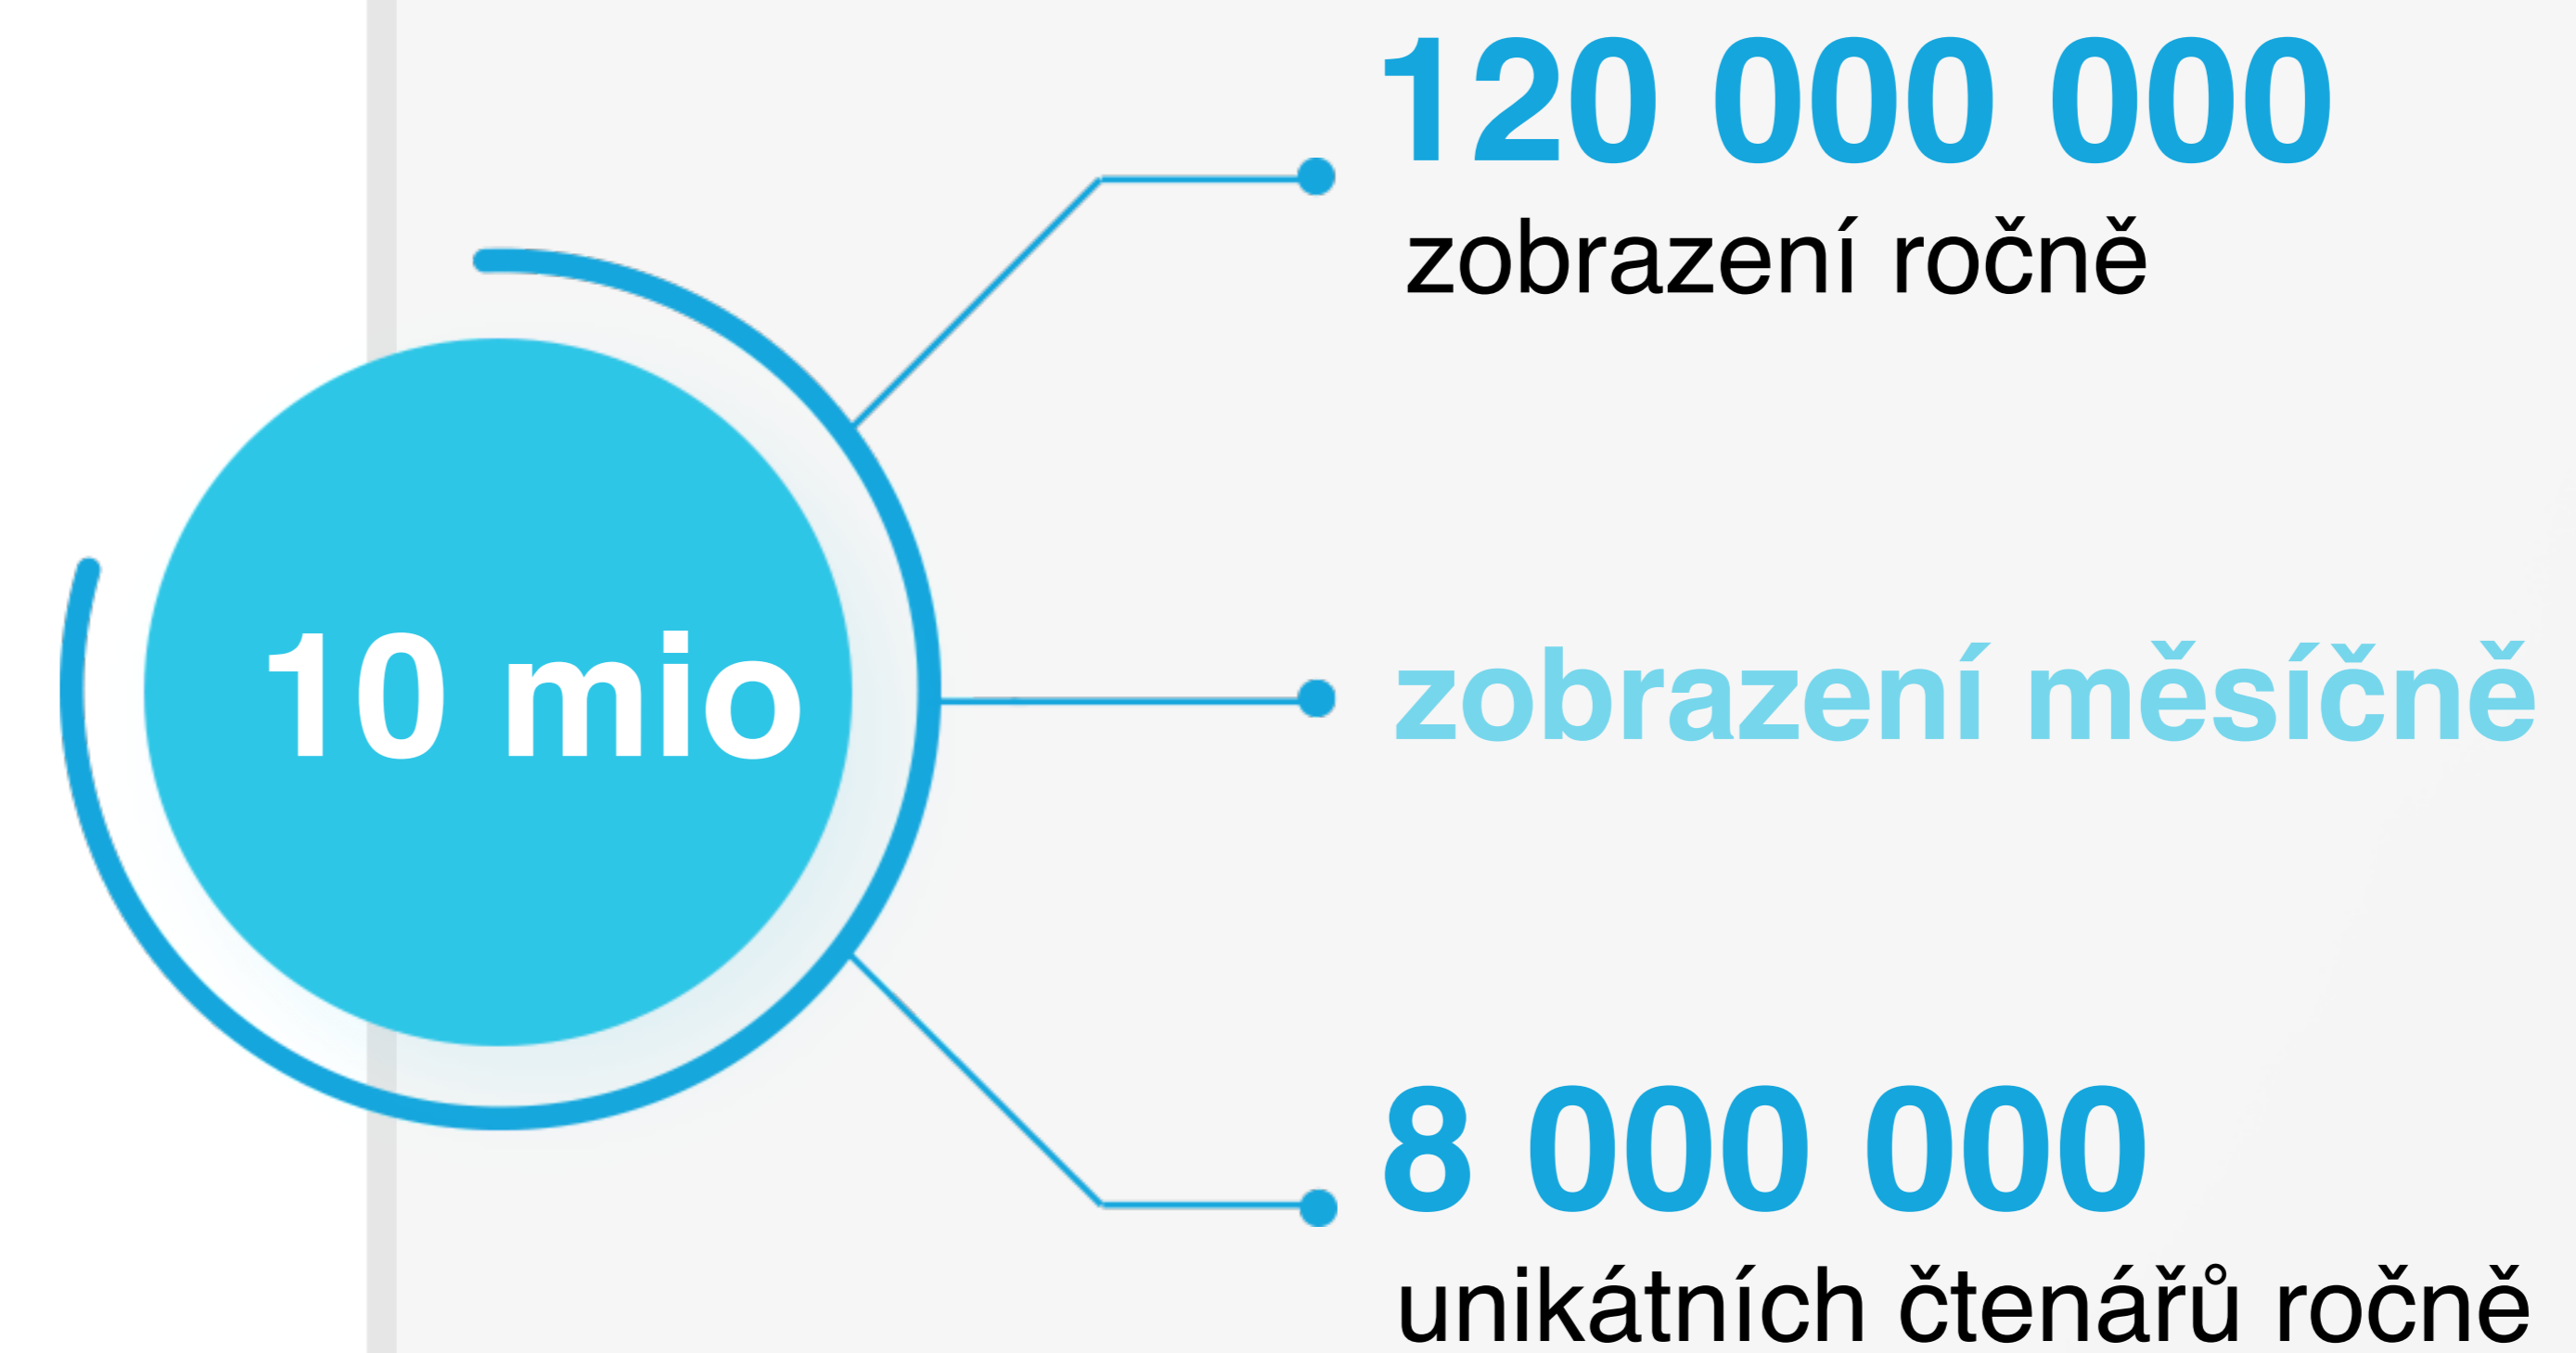 120 000 000
zobrazení ročně
10 mio
zobrazení měsíčně
8 000 000
unikátních čtenářů ročně